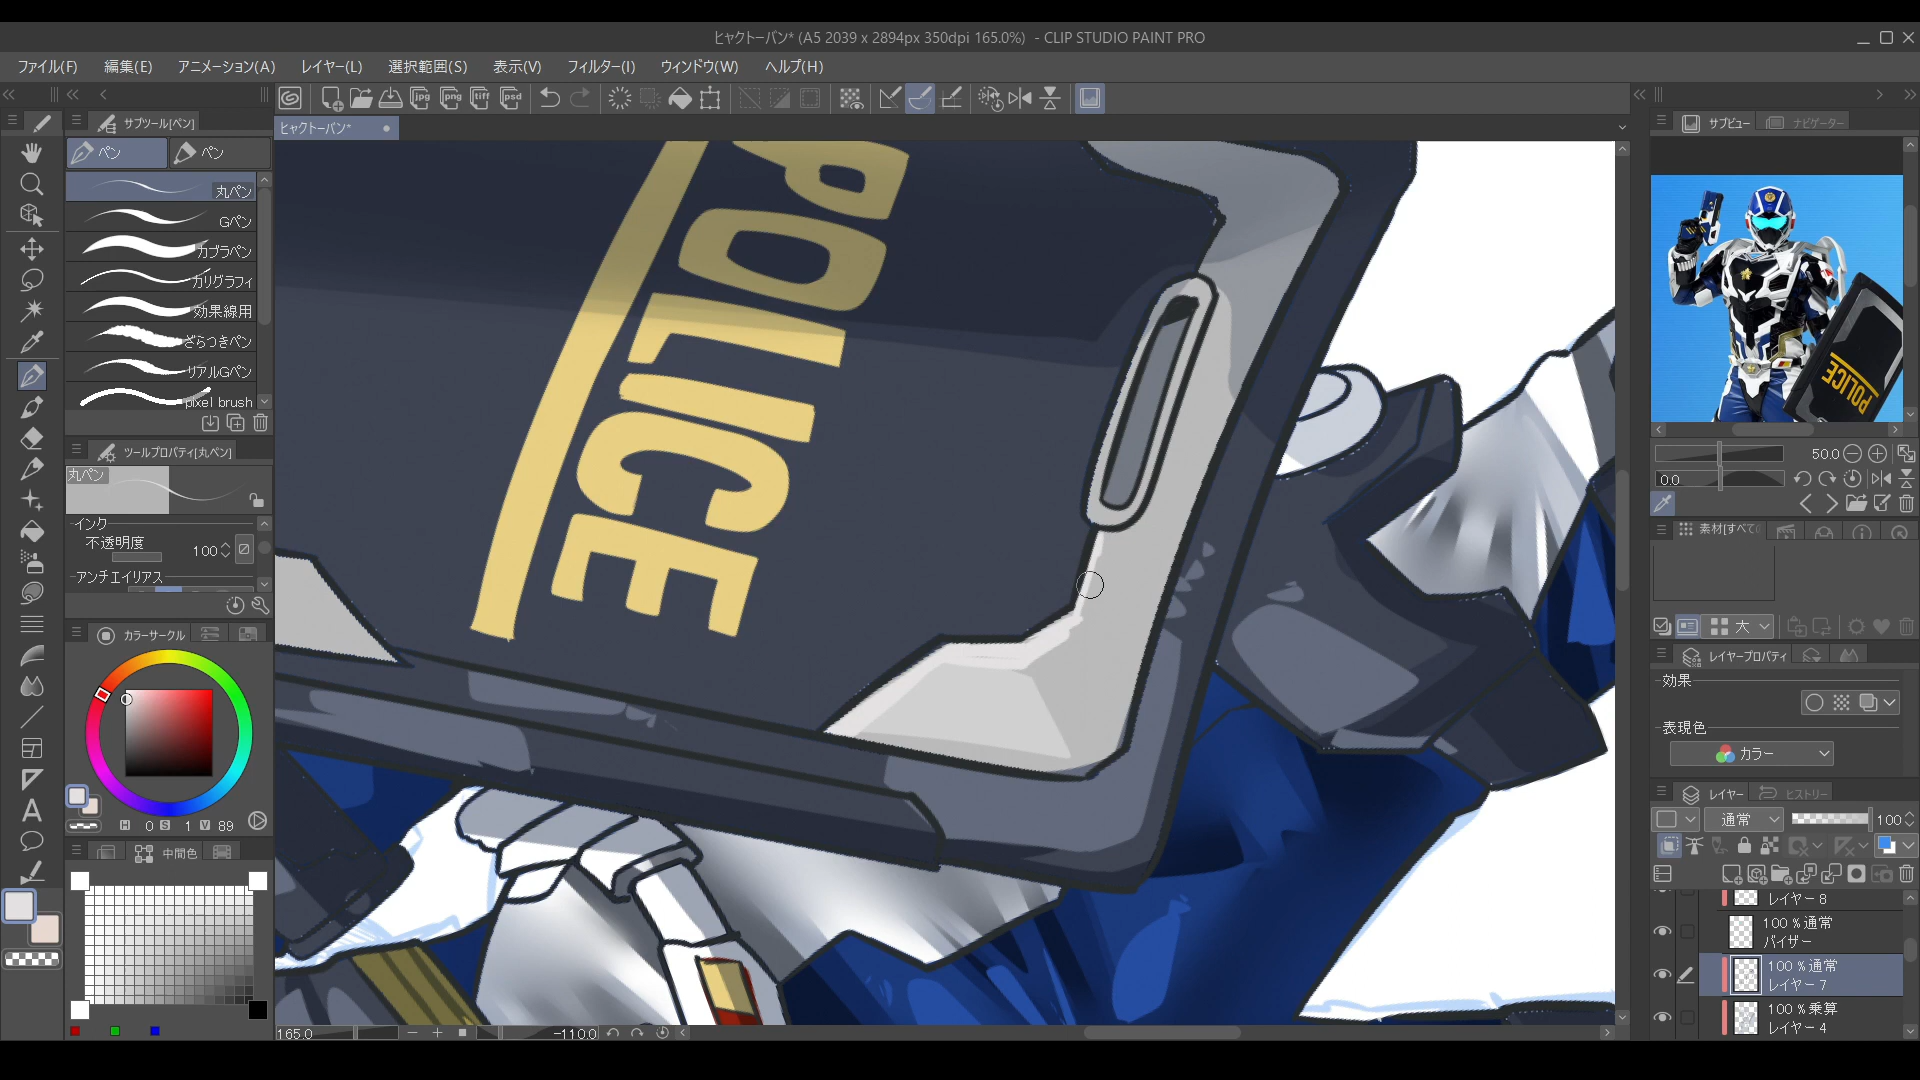 ヒャクトーバン* (A5 2039 x 2894px 350dpi 165.0%) - CLIP STUDIO PAINT PRO
ファイル(F) 編集(E) アニメーション(A) レイヤー(L) 選択範囲(S) 表示(V) フィルター(I) ウィンドウ(W) ヘルプ(H)
jpg png tiff psd
サブツール[ペン]
ヒャクトーバン*
サブビュー ナビゲーター
ペン ペン
丸ペン
Gペン
カブラペン
カリグラフィ
効果線用
ざらつきペン
リアルGペン
pixel brush
POLICE
POLICE
ツールプロパティ[丸ペン]
丸ペン
インク
不透明度 100
アンチエイリアス
50.0
0.0
素材[すべて
大
カラーサークル
レイヤープロパティ
効果
表現色
カラー
H 0 S 1 V 89
レイヤー ヒストリー
通常 100
中間色
レイヤー 8
100 % 通常
バイザー
100 % 通常
レイヤー 7
100 % 乗算
レイヤー 4
165.0 -110.0